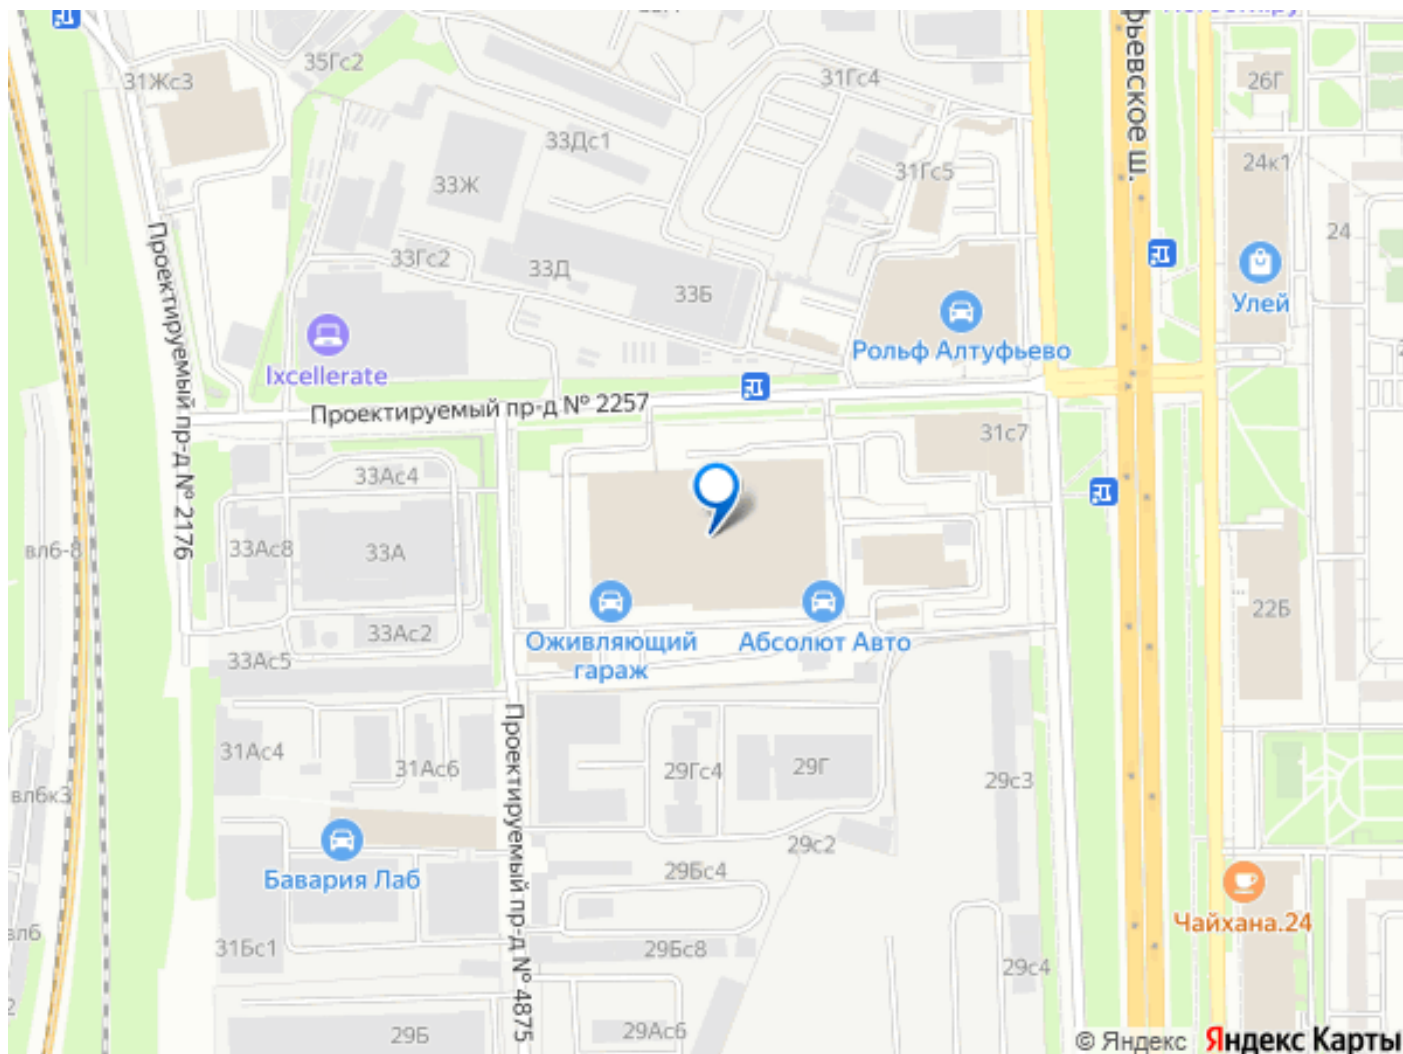 35Гс2
31Жс3
31Гс4
26Г
фьевское ш.
33Дс1
24к1
31Гс5
33Ж
24
33Гс2
33Д
33Б
Улей
Рольф Алтуфьево
Ixcellerate
Проектируемый пр-д № 2257
Проектируемый пр-д № 2176
31с7
33Ас4
33Ас8
33А
вл6-8
22Б
33Ас2
Оживляющий
гараж
Абсолют Авто
33Ас5
Проектируемый пр-д № 4875
31Ас4
31Ас6
29Гс4
29Г
29с3
вл6к3
29с2
29Бс4
Бавария Лаб
Чайхана.24
вл6
31Бс1
29Бс8
29с4
29Б
29Ас6
© Яндекс Яндекс Карты